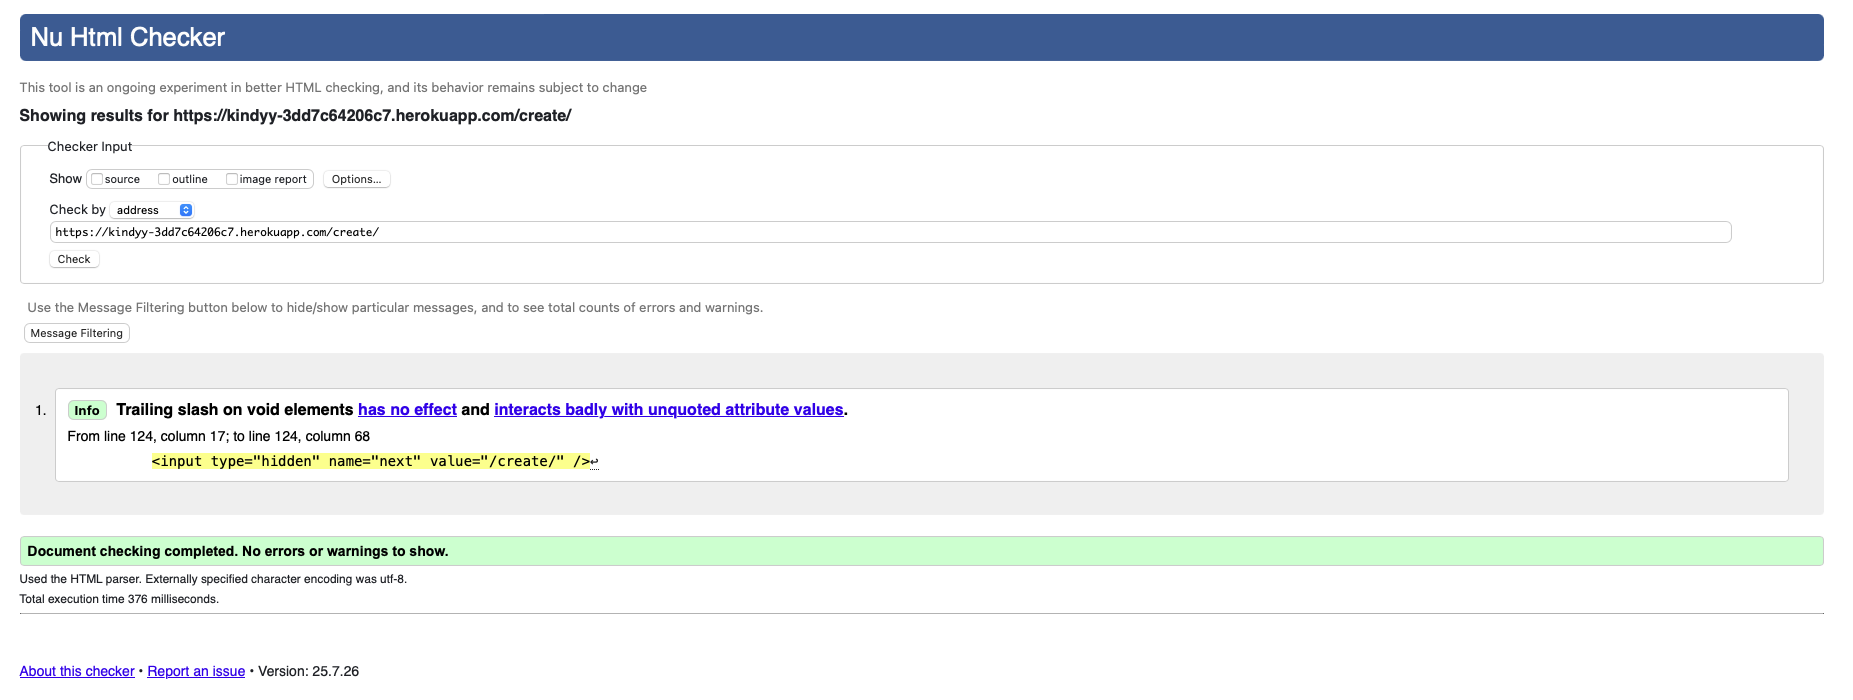 Nu Html Checker
This tool is an ongoing experiment in better HTML checking, and its behavior remains subject to change
Showing results for https://kindyy-3dd7c64206c7.herokuapp.com/create/
Checker Input
Show source outline image report Options...
Check by address
https://kindyy-3dd7c64206c7.herokuapp.com/create/
Check
Use the Message Filtering button below to hide/show particular messages, and to see total counts of errors and warnings.
Message Filtering
1. Info Trailing slash on void elements has no effect and interacts badly with unquoted attribute values.
From line 124, column 17; to line 124, column 68
<input type="hidden" name="next" value="/create/" />↩
Document checking completed. No errors or warnings to show.
Used the HTML parser. Externally specified character encoding was utf-8.
Total execution time 376 milliseconds.
About this checker • Report an issue • Version: 25.7.26